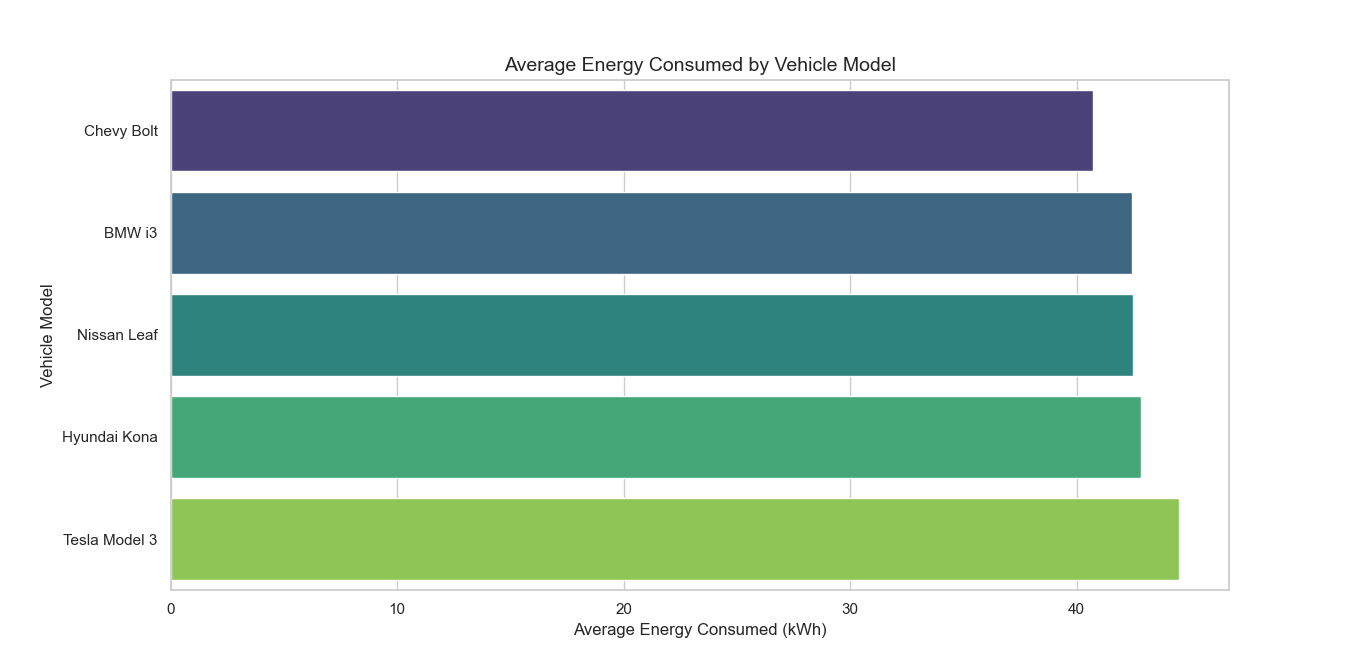 Average Energy Consumed by Vehicle Model
Vehicle Model
Chevy Bolt
BMW i3
Nissan Leaf
Hyundai Kona
Tesla Model 3
0 10 20 30 40
Average Energy Consumed (kWh)